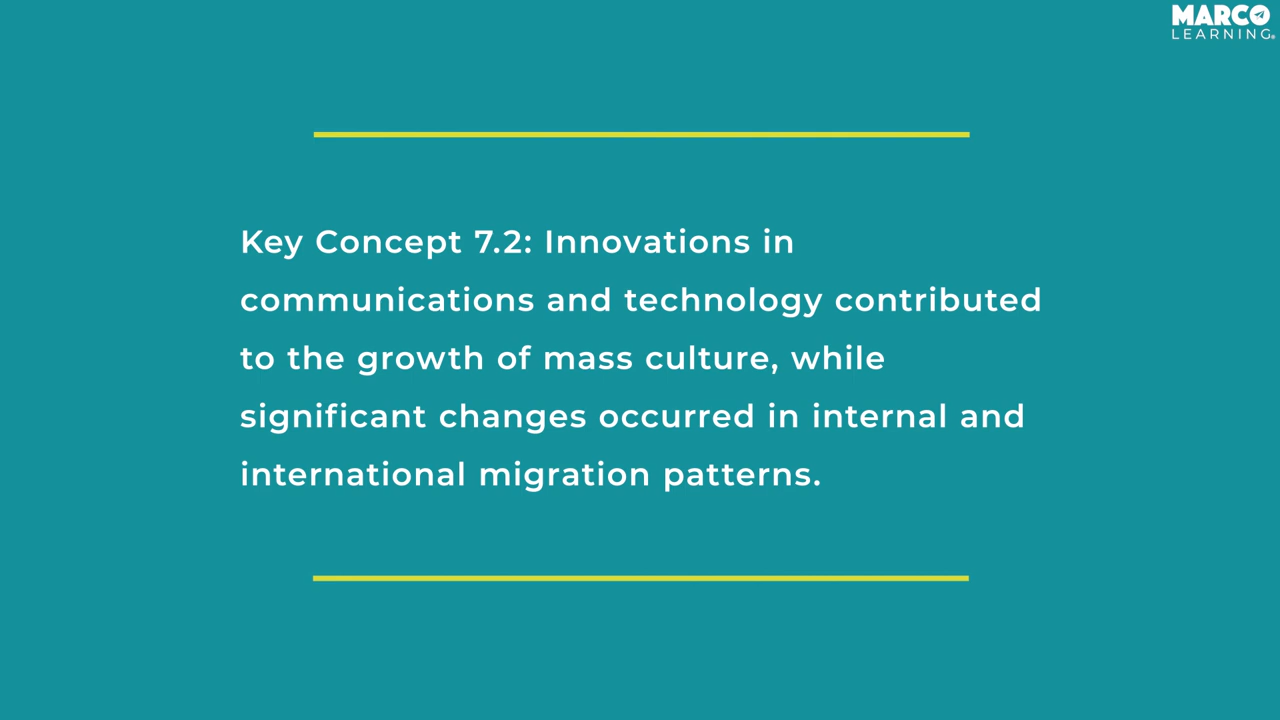 MARCO
LEARNING®
Key Concept 7.2: Innovations in
communications and technology contributed
to the growth of mass culture, while
significant changes occurred in internal and
international migration patterns.